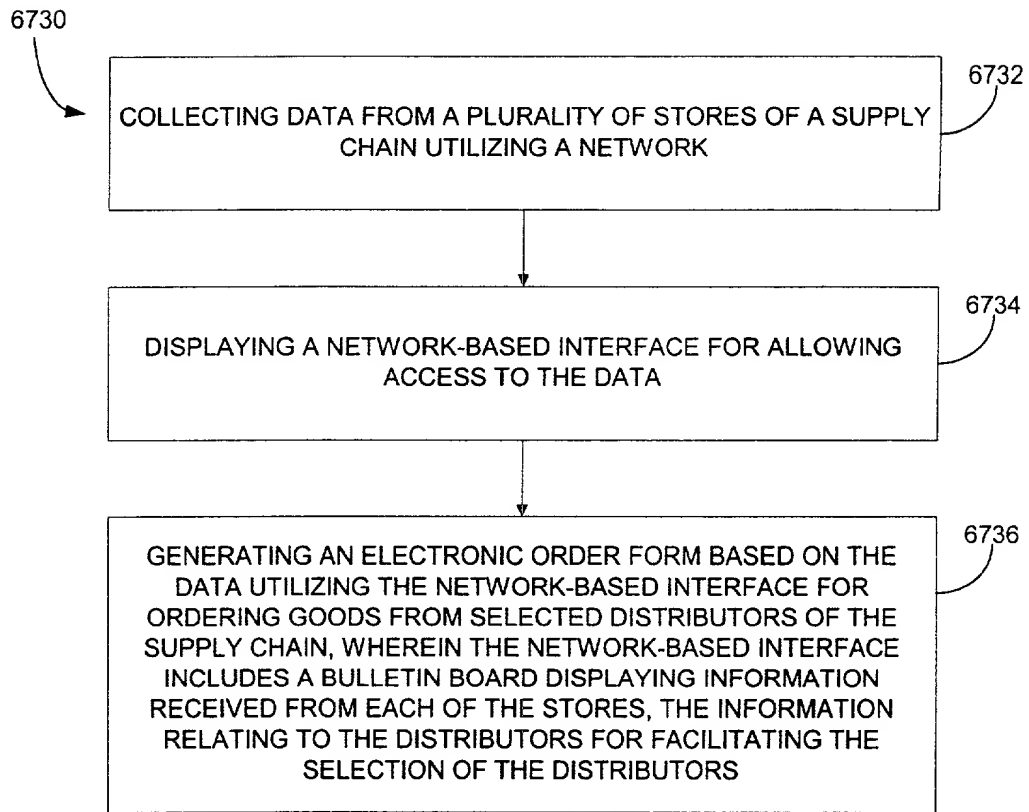 6730
6732
COLLECTING DATA FROM A PLURALITY OF STORES OF A SUPPLY
CHAIN UTILIZING A NETWORK
6734
DISPLAYING A NETWORK-BASED INTERFACE FOR ALLOWING
ACCESS TO THE DATA
6736
GENERATING AN ELECTRONIC ORDER FORM BASED ON THE
DATA UTILIZING THE NETWORK-BASED INTERFACE FOR
ORDERING GOODS FROM SELECTED DISTRIBUTORS OF THE
SUPPLY CHAIN, WHEREIN THE NETWORK-BASED INTERFACE
INCLUDES A BULLETIN BOARD DISPLAYING INFORMATION
RECEIVED FROM EACH OF THE STORES, THE INFORMATION
RELATING TO THE DISTRIBUTORS FOR FACILITATING THE
SELECTION OF THE DISTRIBUTORS